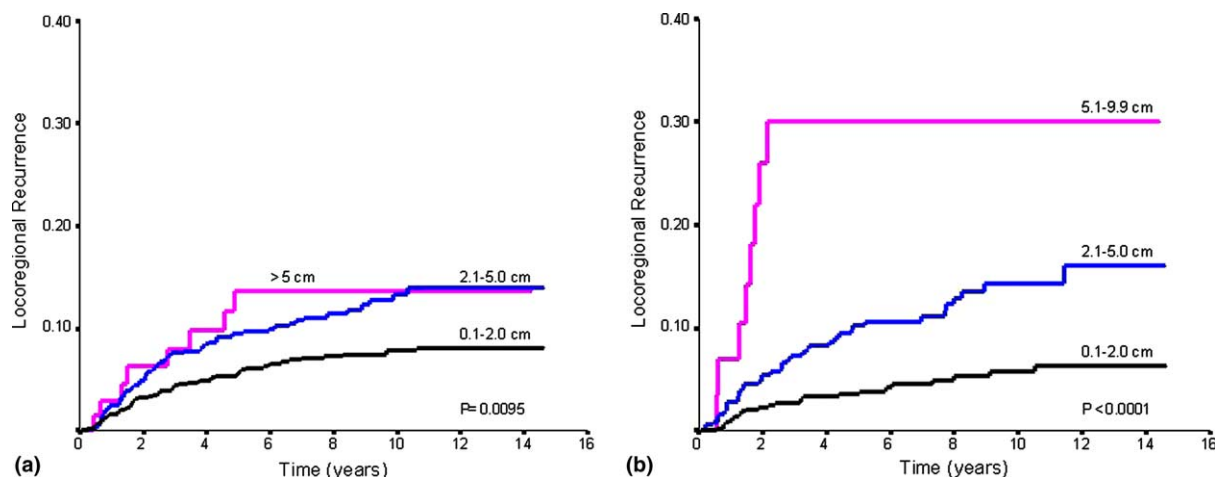 0.40
0.30
0.20
0.10
Locoregional Recurrence
>5 cm
2.1-5.0 cm
0.1-2.0 cm
P=0.0095
0 2 4 6 8 10 12 14 16
(a) Time (years)
0.40
0.30
0.20
0.10
Locoregional Recurrence
5.1-9.9 cm
2.1-5.0 cm
0.1-2.0 cm
P<0.0001
0 2 4 6 8 10 12 14 16
(b) Time (years)